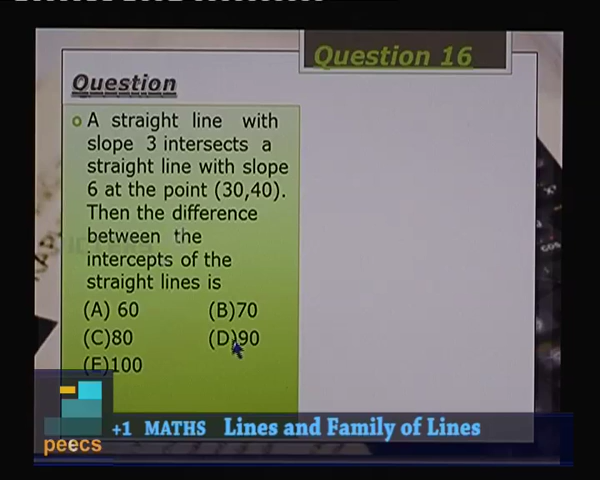 Question 16
Question
A straight line with
slope 3 intersects a
straight line with slope
6 at the point (30,40).
Then the difference
between the
intercepts of the
straight lines is
(A) 60 (B)70
(C)80 (D)90
(E)100
peecs
+1 MATHS Lines and Family of Lines